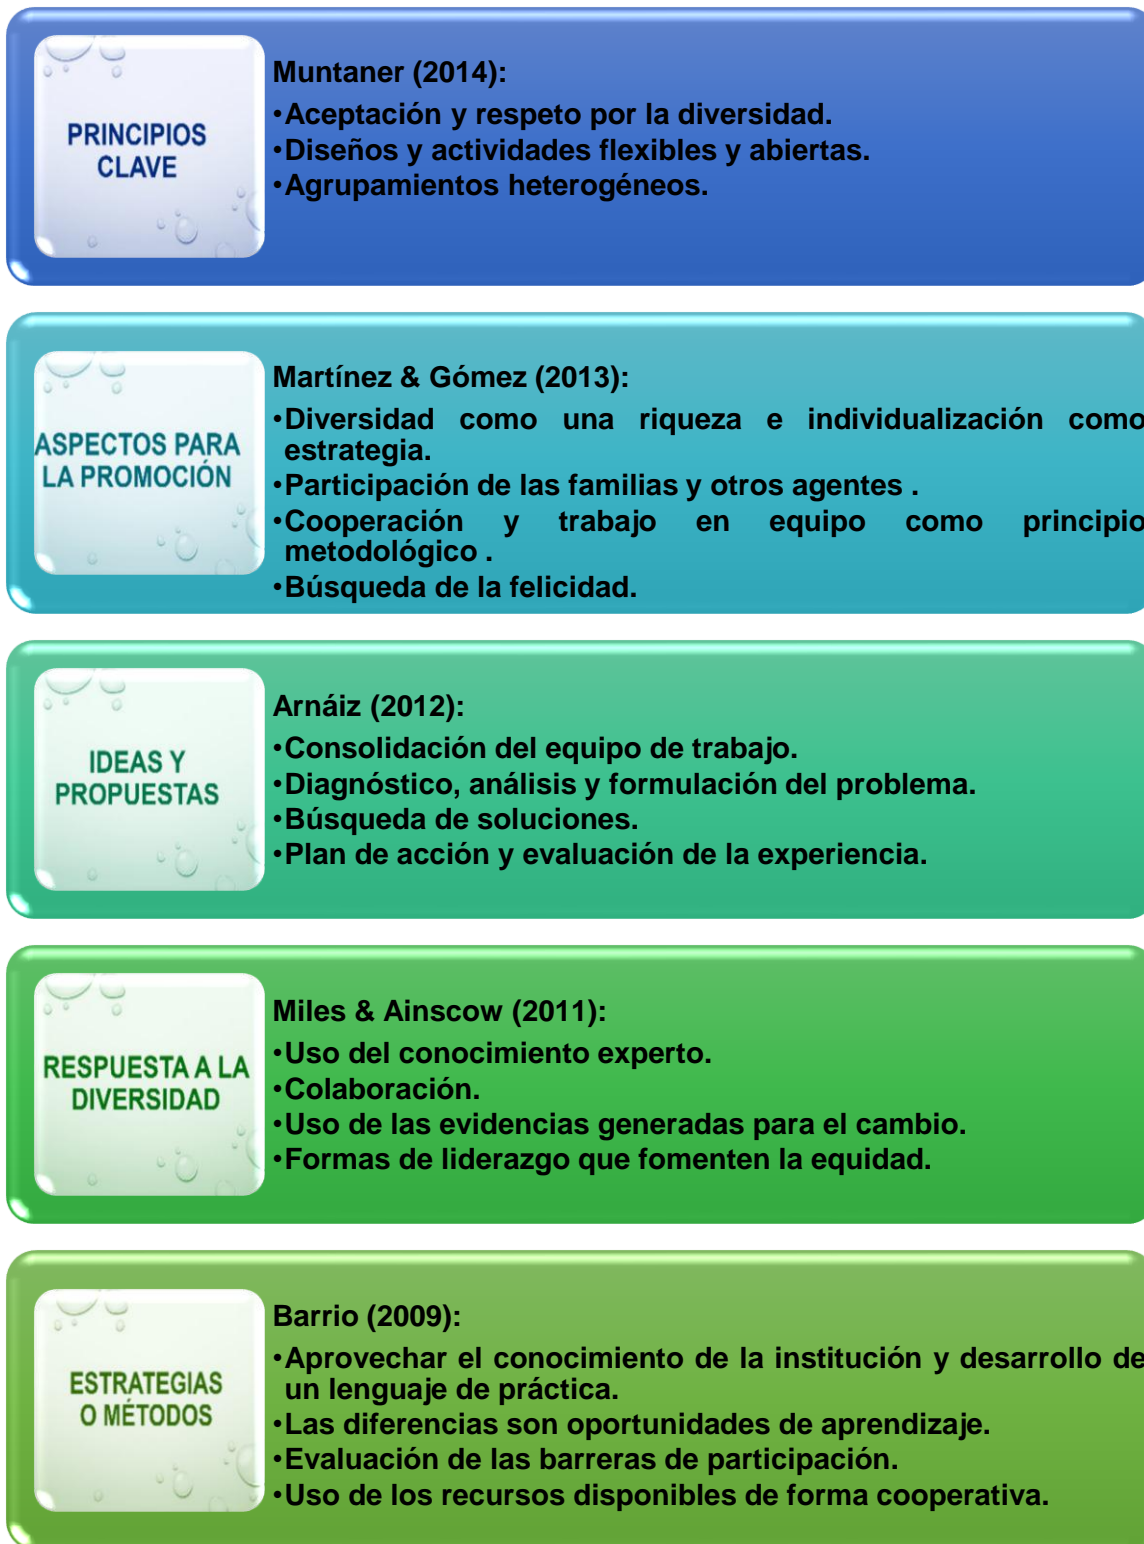 PRINCIPIOS
CLAVE
Muntaner (2014):
•Aceptación y respeto por la diversidad.
•Diseños y actividades flexibles y abiertas.
•Agrupamientos heterogéneos.
ASPECTOS PARA
LA PROMOCIÓN
Martínez & Gómez (2013):
•Diversidad como una riqueza e individualización como
estrategia.
•Participación de las familias y otros agentes .
•Cooperación y trabajo en equipo como principio
metodológico .
•Búsqueda de la felicidad.
IDEAS Y
PROPUESTAS
Arnáiz (2012):
•Consolidación del equipo de trabajo.
•Diagnóstico, análisis y formulación del problema.
•Búsqueda de soluciones.
•Plan de acción y evaluación de la experiencia.
RESPUESTA A LA
DIVERSIDAD
Miles & Ainscow (2011):
•Uso del conocimiento experto.
•Colaboración.
•Uso de las evidencias generadas para el cambio.
•Formas de liderazgo que fomenten la equidad.
ESTRATEGIAS
O MÉTODOS
Barrio (2009):
•Aprovechar el conocimiento de la institución y desarrollo de
un lenguaje de práctica.
•Las diferencias son oportunidades de aprendizaje.
•Evaluación de las barreras de participación.
•Uso de los recursos disponibles de forma cooperativa.